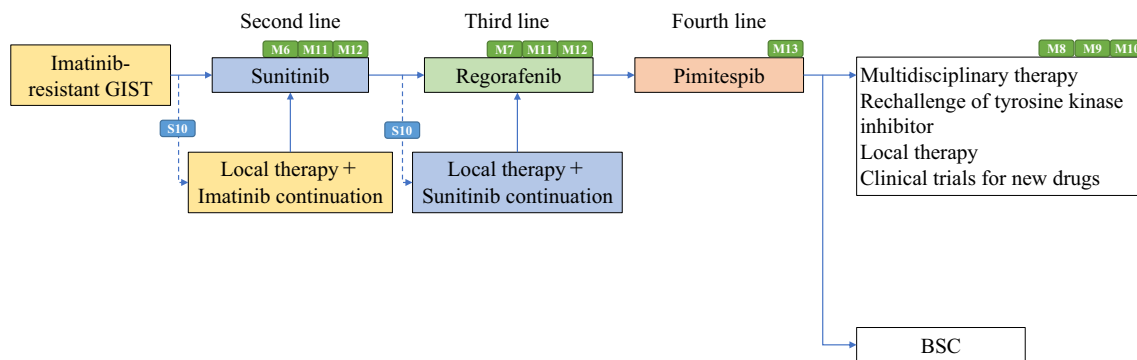 Second line
Third line
Fourth line
M6 M11 M12
M7 M11 M12
M13
M8 M9 M10
Imatinib-
resistant GIST
Sunitinib
Regorafenib
Pimitespib
Multidisciplinary therapy
Rechallenge of tyrosine kinase
inhibitor
Local therapy
Clinical trials for new drugs
S10
S10
Local therapy +
Imatinib continuation
Local therapy +
Sunitinib continuation
BSC